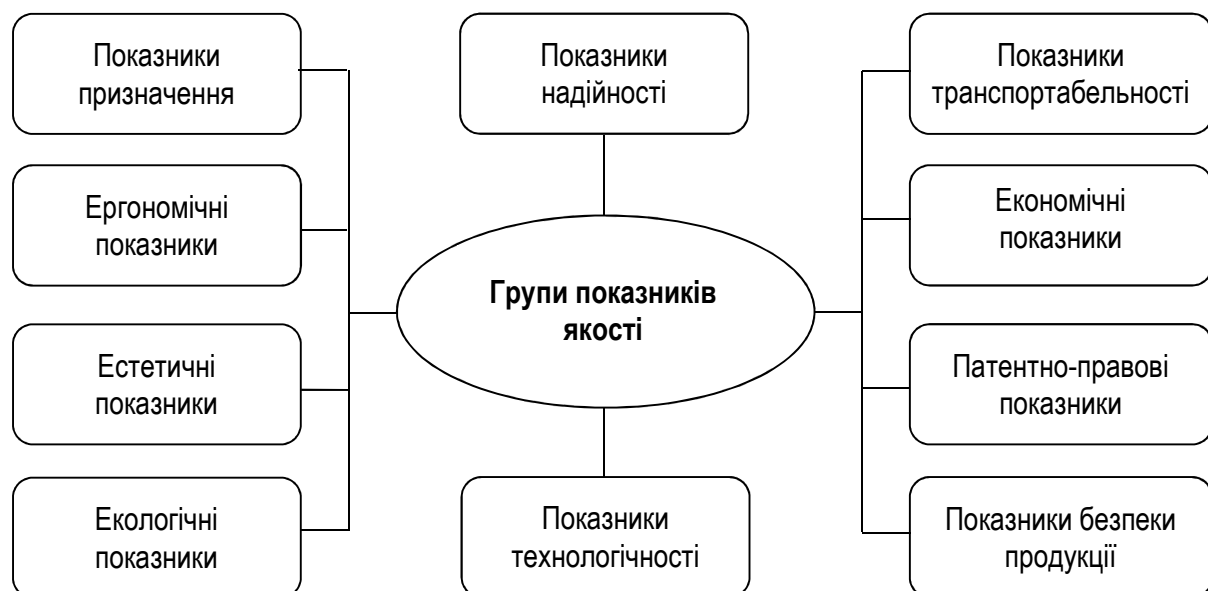 Показники
призначення
Показники
надійності
Показники
транспортабельності
Ергономічні
показники
Економічні
показники
Групи показників
якості
Естетичні
показники
Патентно-правові
показники
Екологічні
показники
Показники
технологічності
Показники безпеки
продукції